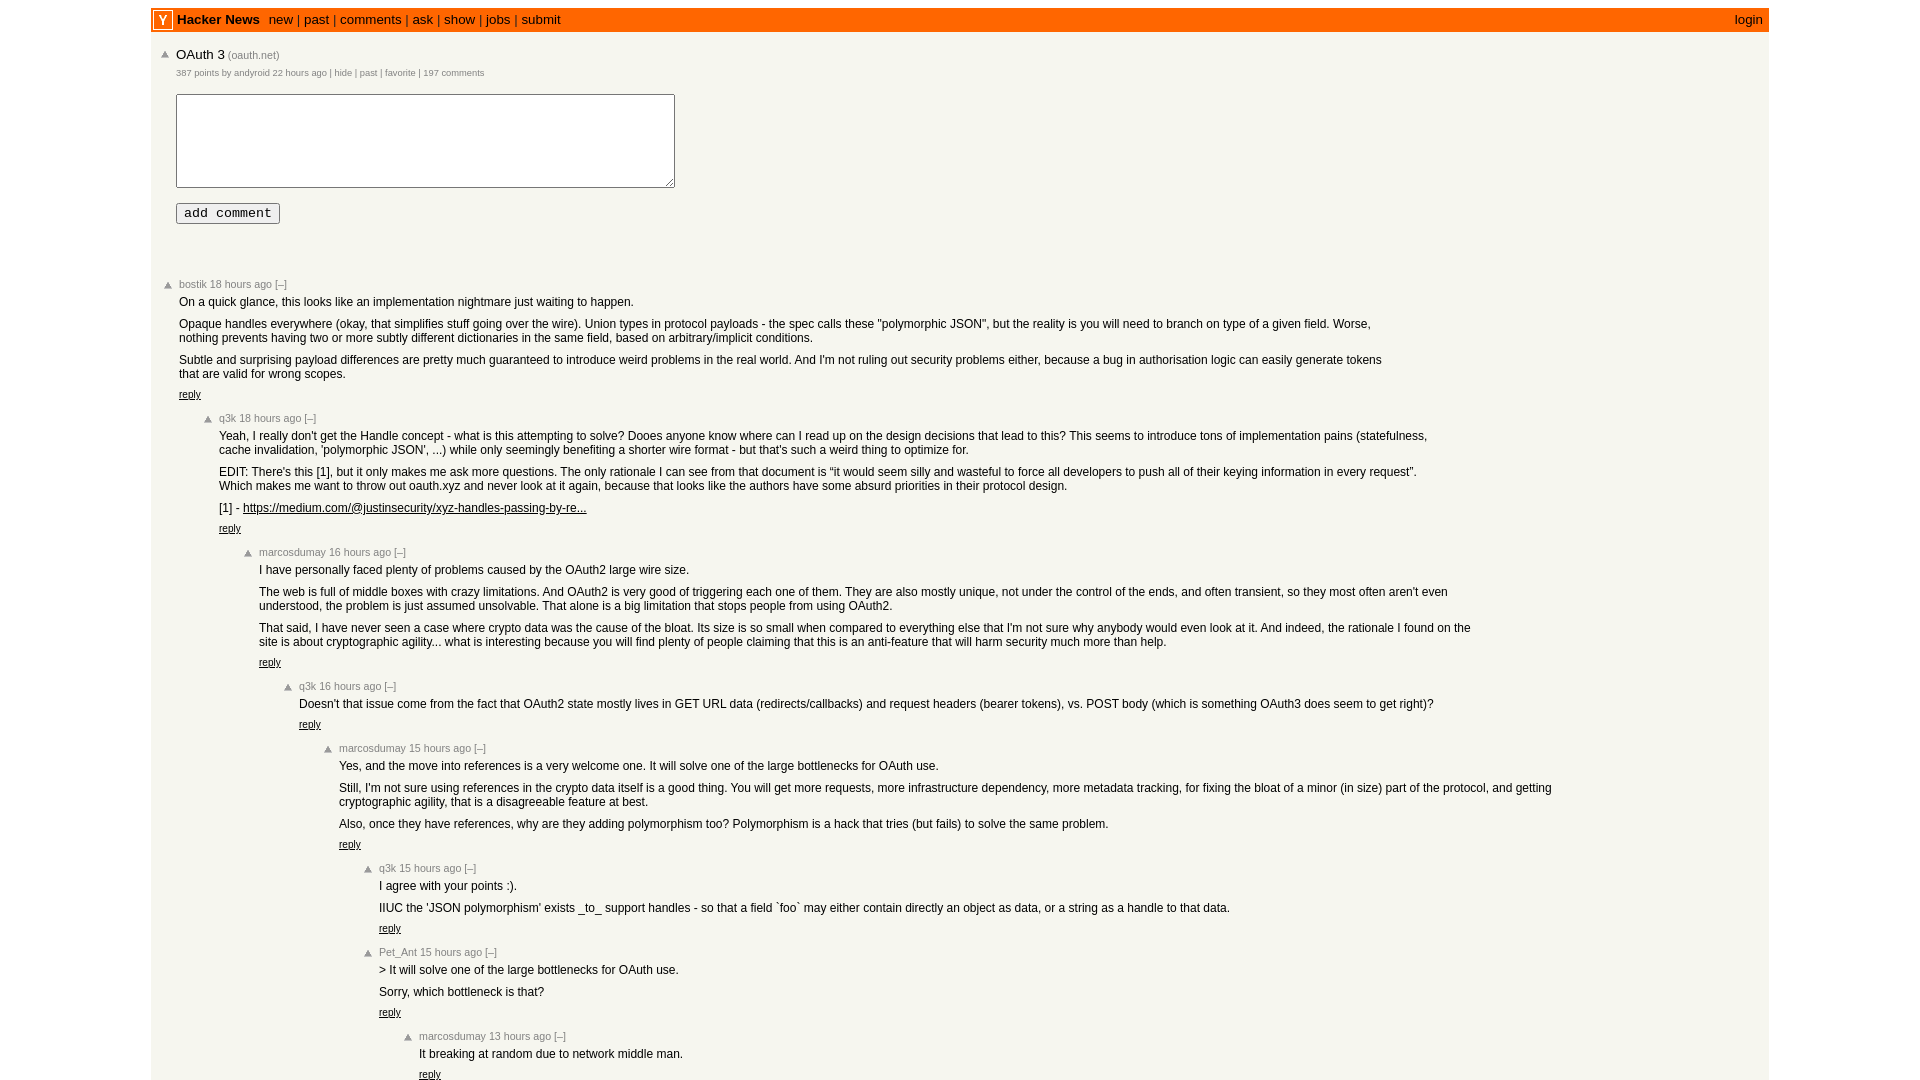 Y Hacker News new | past | comments | ask | show | jobs | submit login
OAuth 3 (oauth.net)
387 points by andyroid 22 hours ago | hide | past | favorite | 197 comments
add comment
bostik 18 hours ago [–]
On a quick glance, this looks like an implementation nightmare just waiting to happen.
Opaque handles everywhere (okay, that simplifies stuff going over the wire). Union types in protocol payloads - the spec calls these "polymorphic JSON", but the reality is you will need to branch on type of a given field. Worse,
nothing prevents having two or more subtly different dictionaries in the same field, based on arbitrary/implicit conditions.
Subtle and surprising payload differences are pretty much guaranteed to introduce weird problems in the real world. And I'm not ruling out security problems either, because a bug in authorisation logic can easily generate tokens
that are valid for wrong scopes.
reply
q3k 18 hours ago [–]
Yeah, I really don't get the Handle concept - what is this attempting to solve? Dooes anyone know where can I read up on the design decisions that lead to this? This seems to introduce tons of implementation pains (statefulness,
cache invalidation, 'polymorphic JSON', ...) while only seemingly benefiting a shorter wire format - but that's such a weird thing to optimize for.
EDIT: There's this [1], but it only makes me ask more questions. The only rationale I can see from that document is “it would seem silly and wasteful to force all developers to push all of their keying information in every request”.
Which makes me want to throw out oauth.xyz and never look at it again, because that looks like the authors have some absurd priorities in their protocol design.
[1] - https://medium.com/@justinsecurity/xyz-handles-passing-by-re...
reply
marcosdumay 16 hours ago [–]
I have personally faced plenty of problems caused by the OAuth2 large wire size.
The web is full of middle boxes with crazy limitations. And OAuth2 is very good of triggering each one of them. They are also mostly unique, not under the control of the ends, and often transient, so they most often aren't even
understood, the problem is just assumed unsolvable. That alone is a big limitation that stops people from using OAuth2.
That said, I have never seen a case where crypto data was the cause of the bloat. Its size is so small when compared to everything else that I'm not sure why anybody would even look at it. And indeed, the rationale I found on the
site is about cryptographic agility... what is interesting because you will find plenty of people claiming that this is an anti-feature that will harm security much more than help.
reply
q3k 16 hours ago [–]
Doesn't that issue come from the fact that OAuth2 state mostly lives in GET URL data (redirects/callbacks) and request headers (bearer tokens), vs. POST body (which is something OAuth3 does seem to get right)?
reply
marcosdumay 15 hours ago [–]
Yes, and the move into references is a very welcome one. It will solve one of the large bottlenecks for OAuth use.
Still, I'm not sure using references in the crypto data itself is a good thing. You will get more requests, more infrastructure dependency, more metadata tracking, for fixing the bloat of a minor (in size) part of the protocol, and getting
cryptographic agility, that is a disagreeable feature at best.
Also, once they have references, why are they adding polymorphism too? Polymorphism is a hack that tries (but fails) to solve the same problem.
reply
q3k 15 hours ago [–]
I agree with your points :).
IIUC the 'JSON polymorphism' exists _to_ support handles - so that a field `foo` may either contain directly an object as data, or a string as a handle to that data.
reply
Pet_Ant 15 hours ago [–]
> It will solve one of the large bottlenecks for OAuth use.
Sorry, which bottleneck is that?
reply
marcosdumay 13 hours ago [–]
It breaking at random due to network middle man.
reply